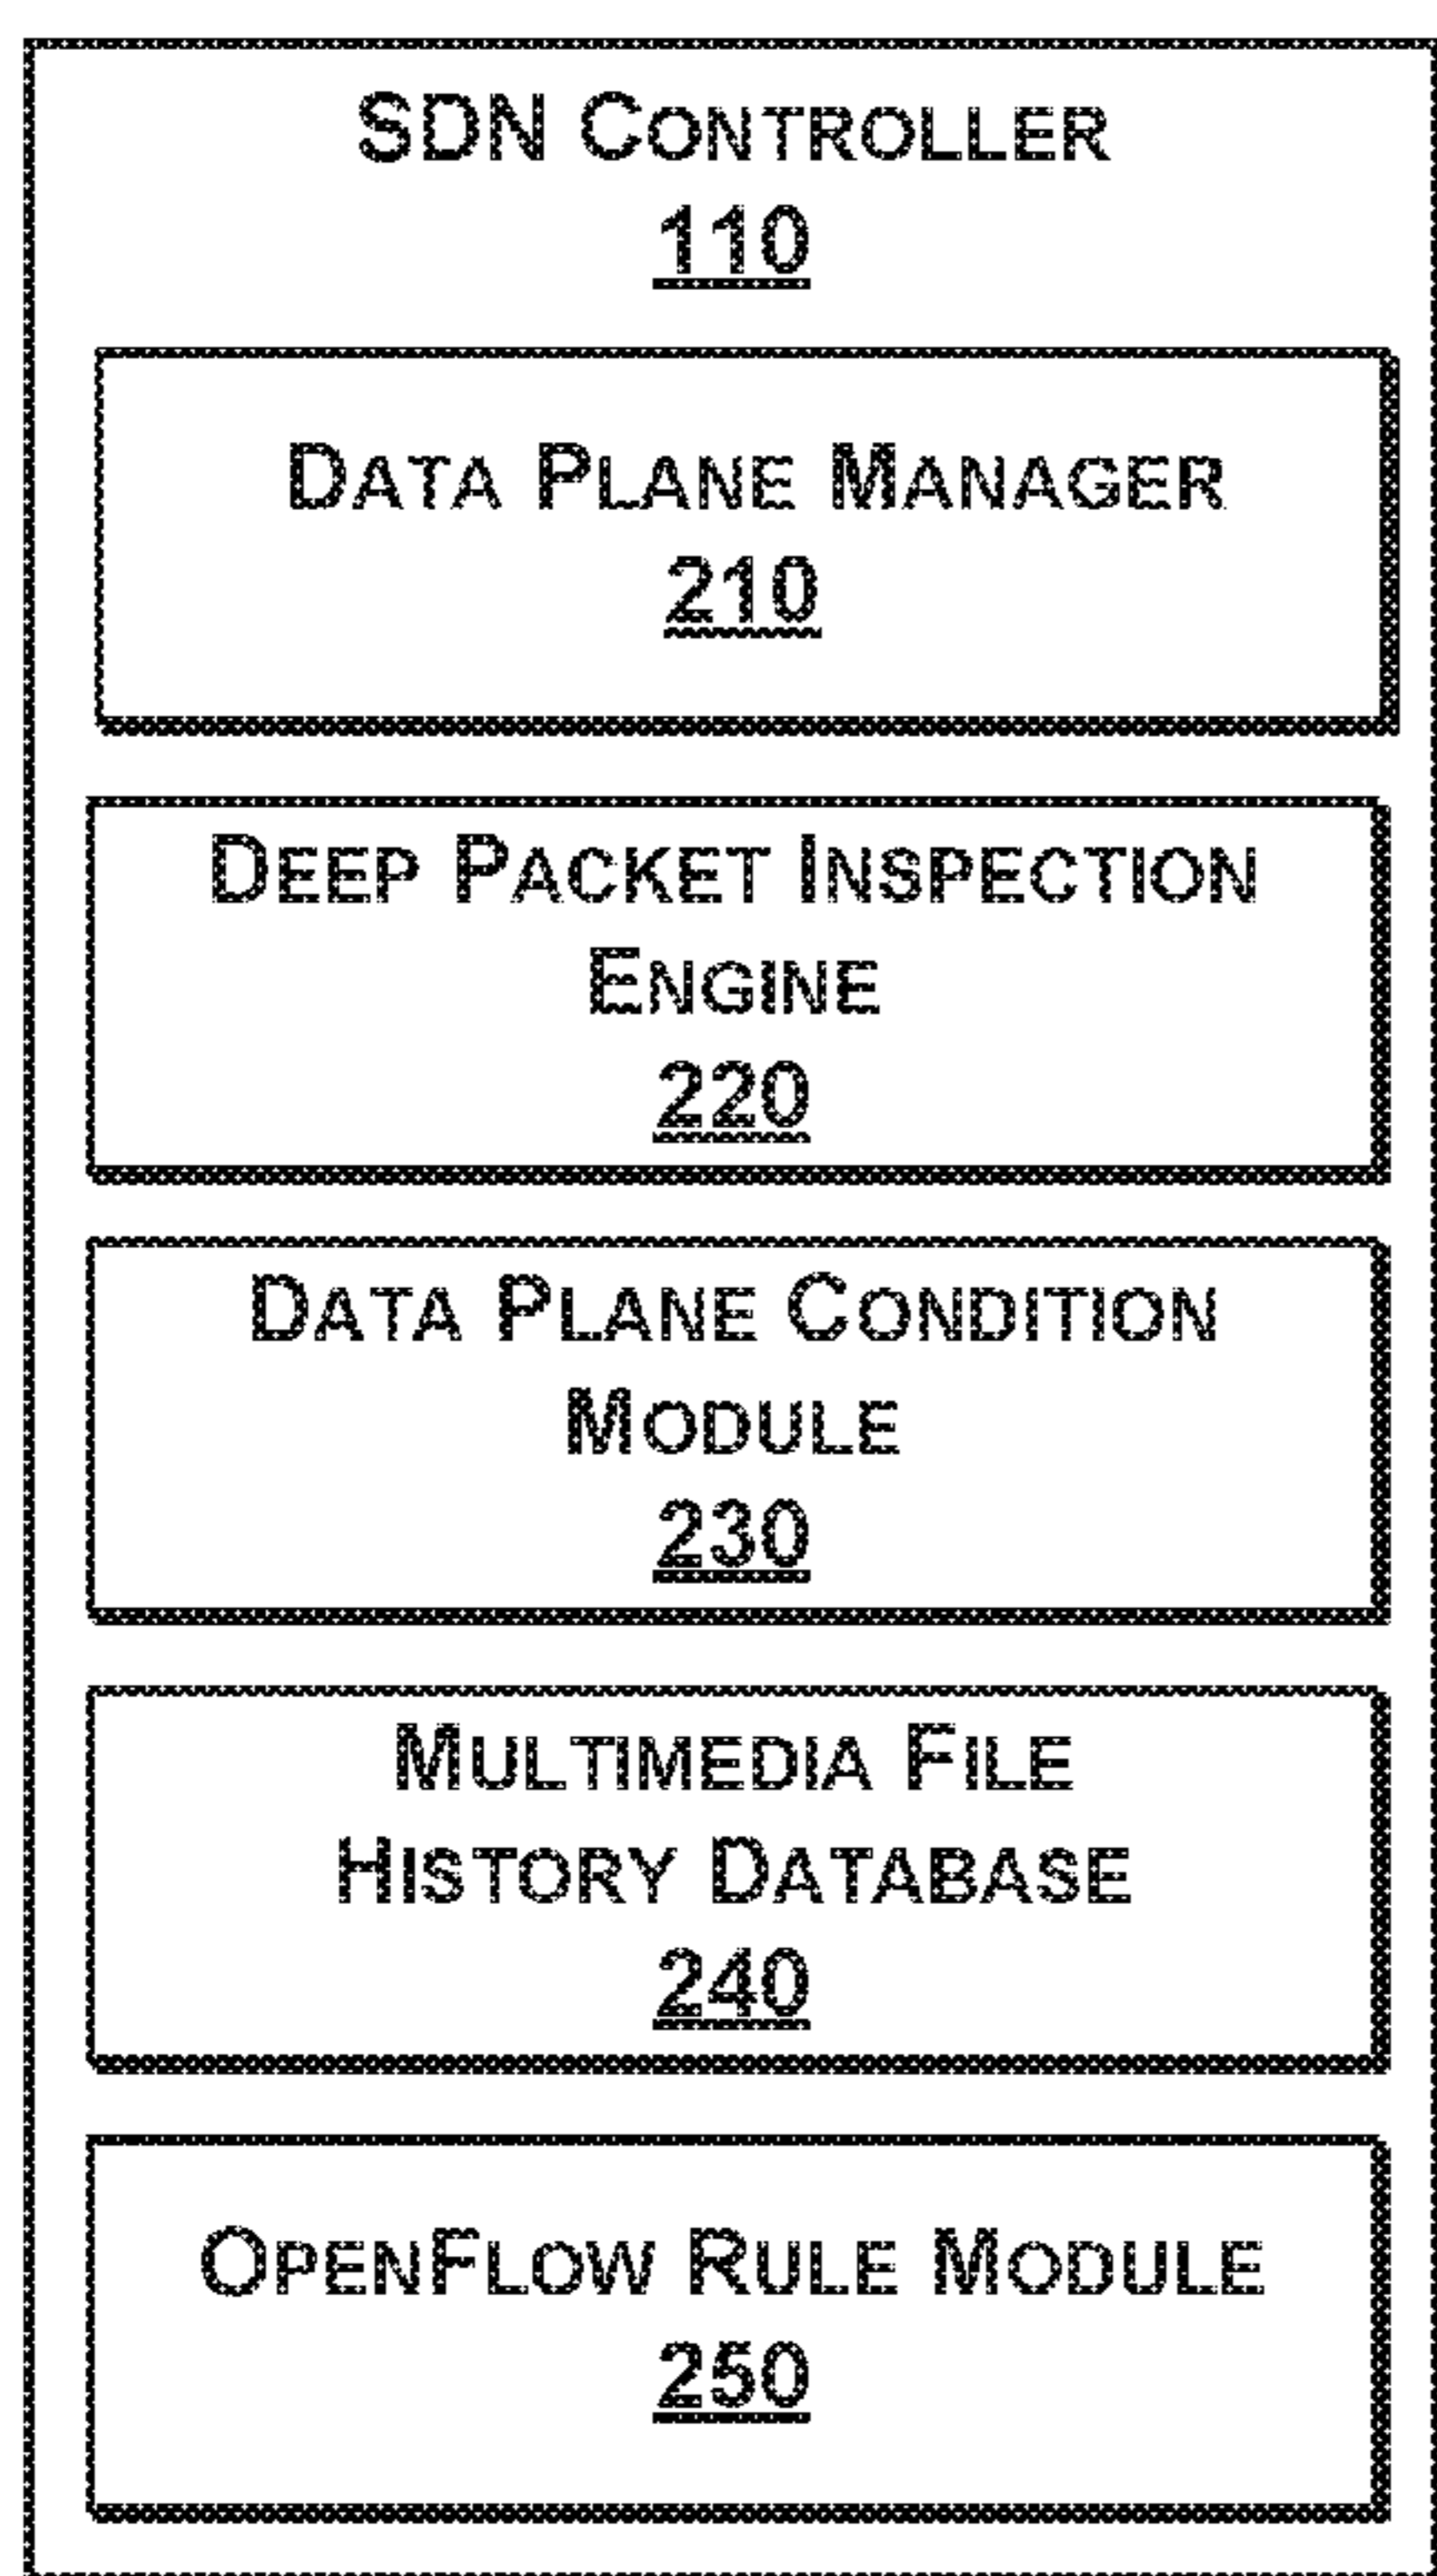 SDN CONTROLLER
110
DATA PLANE MANAGER
210
DEEP PACKET INSPECTION
ENGINE
220
DATA PLANE CONDITION
MODULE
230
MULTIMEDIA FILE
HISTORY DATABASE
240
OPENFLOW RULE MODULE
250